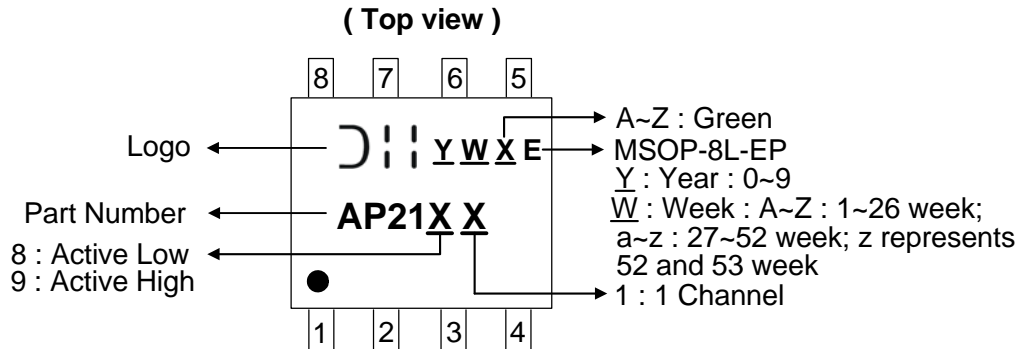 ( Top view )
8 7 6 5
Logo
Y W X E
A~Z : Green
MSOP-8L-EP
Y : Year : 0~9
W : Week : A~Z : 1~26 week;
a~z : 27~52 week; z represents
52 and 53 week
Part Number
AP21X X
8 : Active Low
9 : Active High
1 : 1 Channel
1 2 3 4